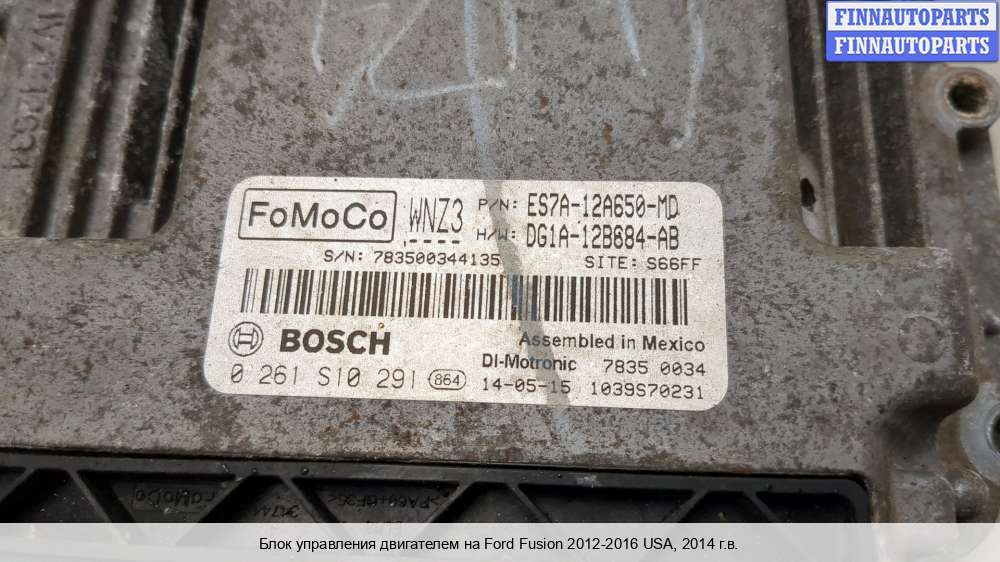 FINNAUTOPARTS
FINNAUTOPARTS
FoMoCo
WNZ3
P/N: ES7A-12A650-MD
H/W: DG1A-12B684-AB
S/N: 783500344135
SITE: S66FF
BOSCH
Assembled in Mexico
DI-Motronic 7835 0034
0 261 S10 291 864
14-05-15 1039S70231
FoMoCo
Блок управления двигателем на Ford Fusion 2012-2016 USA, 2014 г.в.